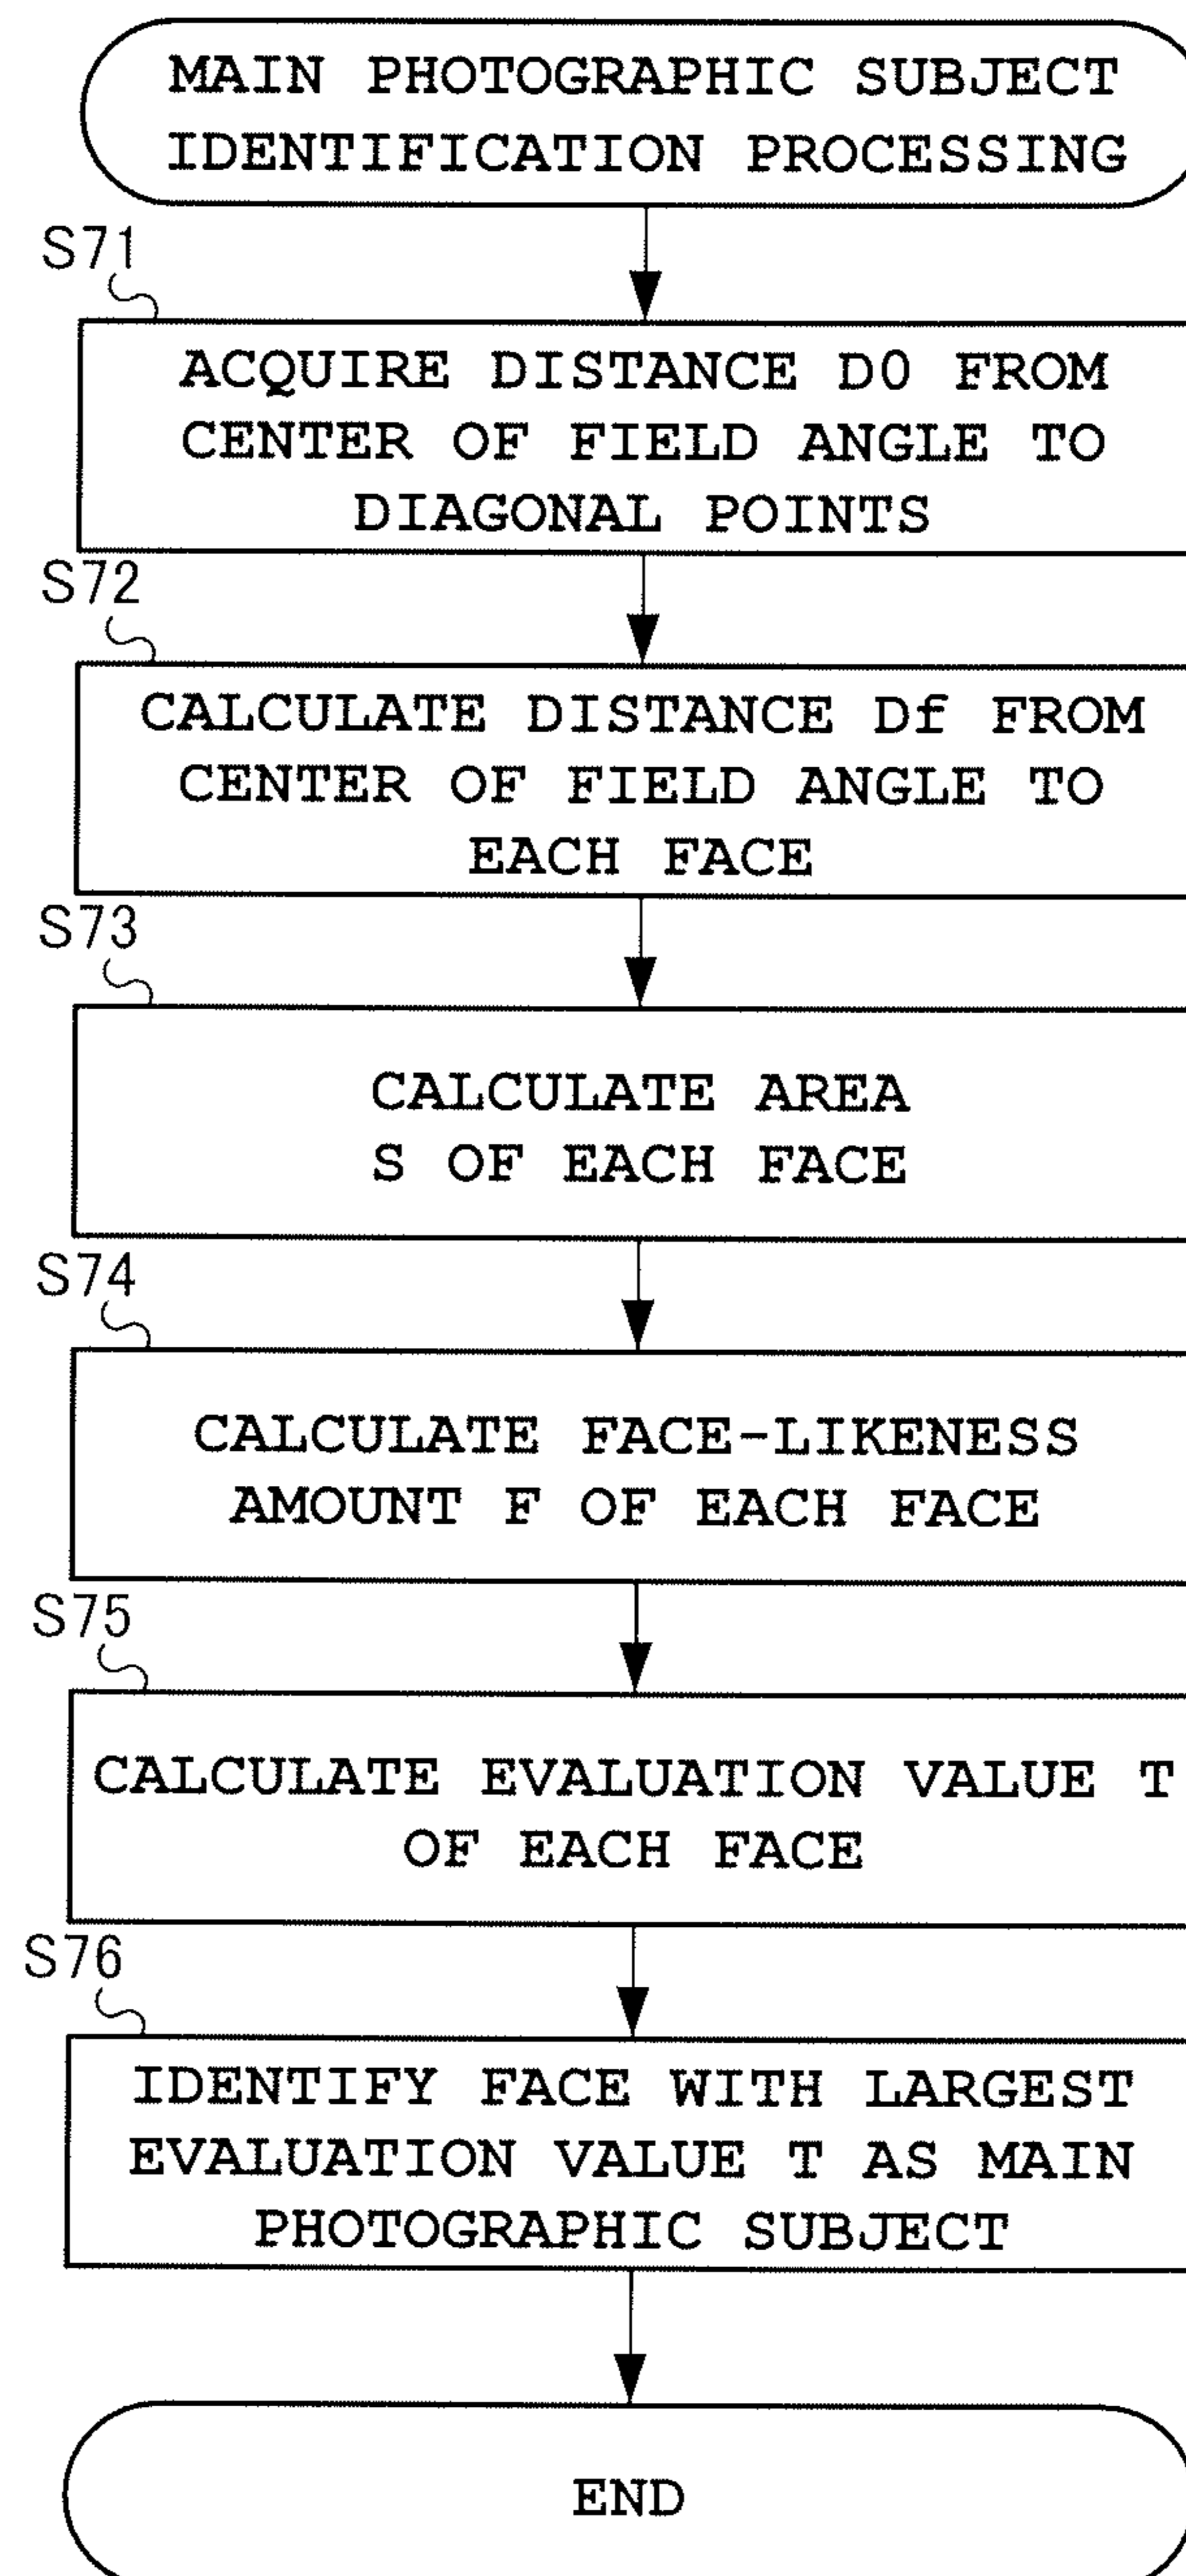 MAIN PHOTOGRAPHIC SUBJECT
IDENTIFICATION PROCESSING
S71
ACQUIRE DISTANCE D0 FROM
CENTER OF FIELD ANGLE TO
DIAGONAL POINTS
S72
CALCULATE DISTANCE Df FROM
CENTER OF FIELD ANGLE TO
EACH FACE
S73
CALCULATE AREA
S OF EACH FACE
S74
CALCULATE FACE-LIKENESS
AMOUNT F OF EACH FACE
S75
CALCULATE EVALUATION VALUE T
OF EACH FACE
S76
IDENTIFY FACE WITH LARGEST
EVALUATION VALUE T AS MAIN
PHOTOGRAPHIC SUBJECT
END